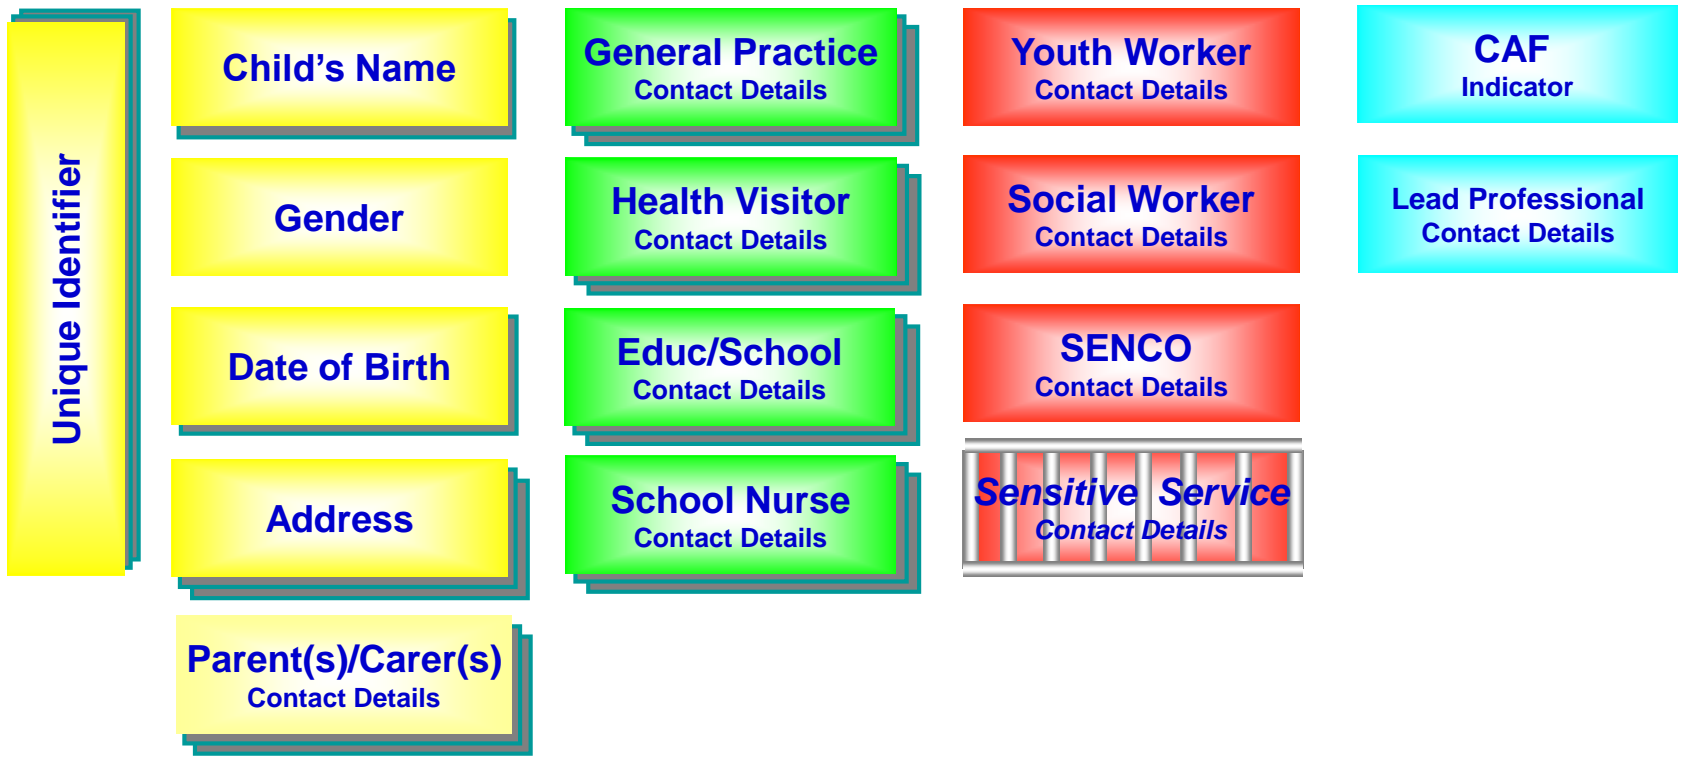 Unique Identifier
Child's Name
Gender
Date of Birth
Address
Parent(s)/Carer(s)
Contact Details
General Practice
Contact Details
Health Visitor
Contact Details
Educ/School
Contact Details
School Nurse
Contact Details
Youth Worker
Contact Details
Social Worker
Contact Details
SENCO
Contact Details
Sensitive Service
Contact Details
CAF
Indicator
Lead Professional
Contact Details